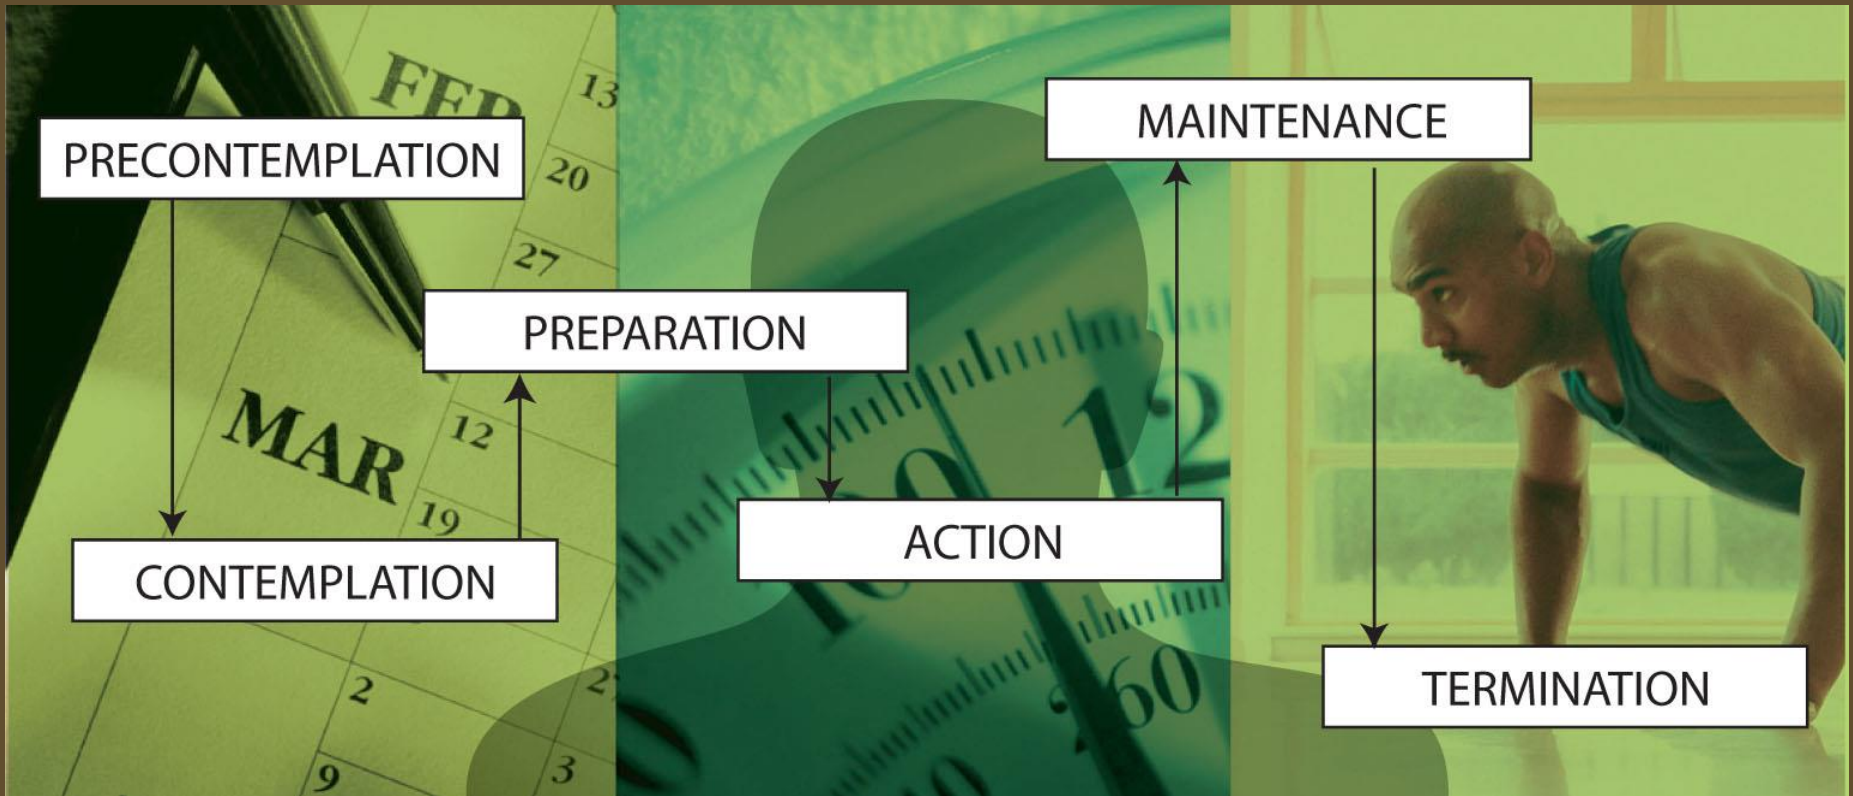 FEB
13
PRECONTEMPLATION
20
27
MAR
12
19
CONTEMPLATION
2
27
9
3
PREPARATION
MAINTENANCE
12
10
ACTION
60
TERMINATION